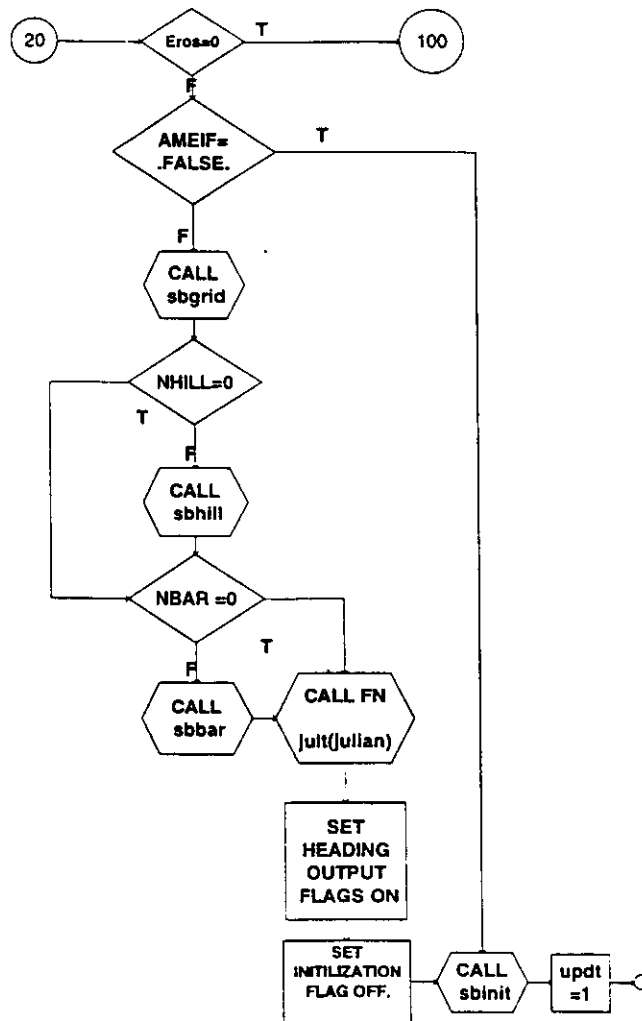 20
Eros=0
T
100
F
AMEIF=
.FALSE.
T
F
CALL
sbgrid
NHILL=0
T
F
CALL
sbhill
NBAR =0
T
F
CALL
sbbar
CALL FN
jult(julian)
SET
HEADING
OUTPUT
FLAGS ON
SET
INITILIZATION
FLAG OFF.
CALL
sbinit
updt
=1